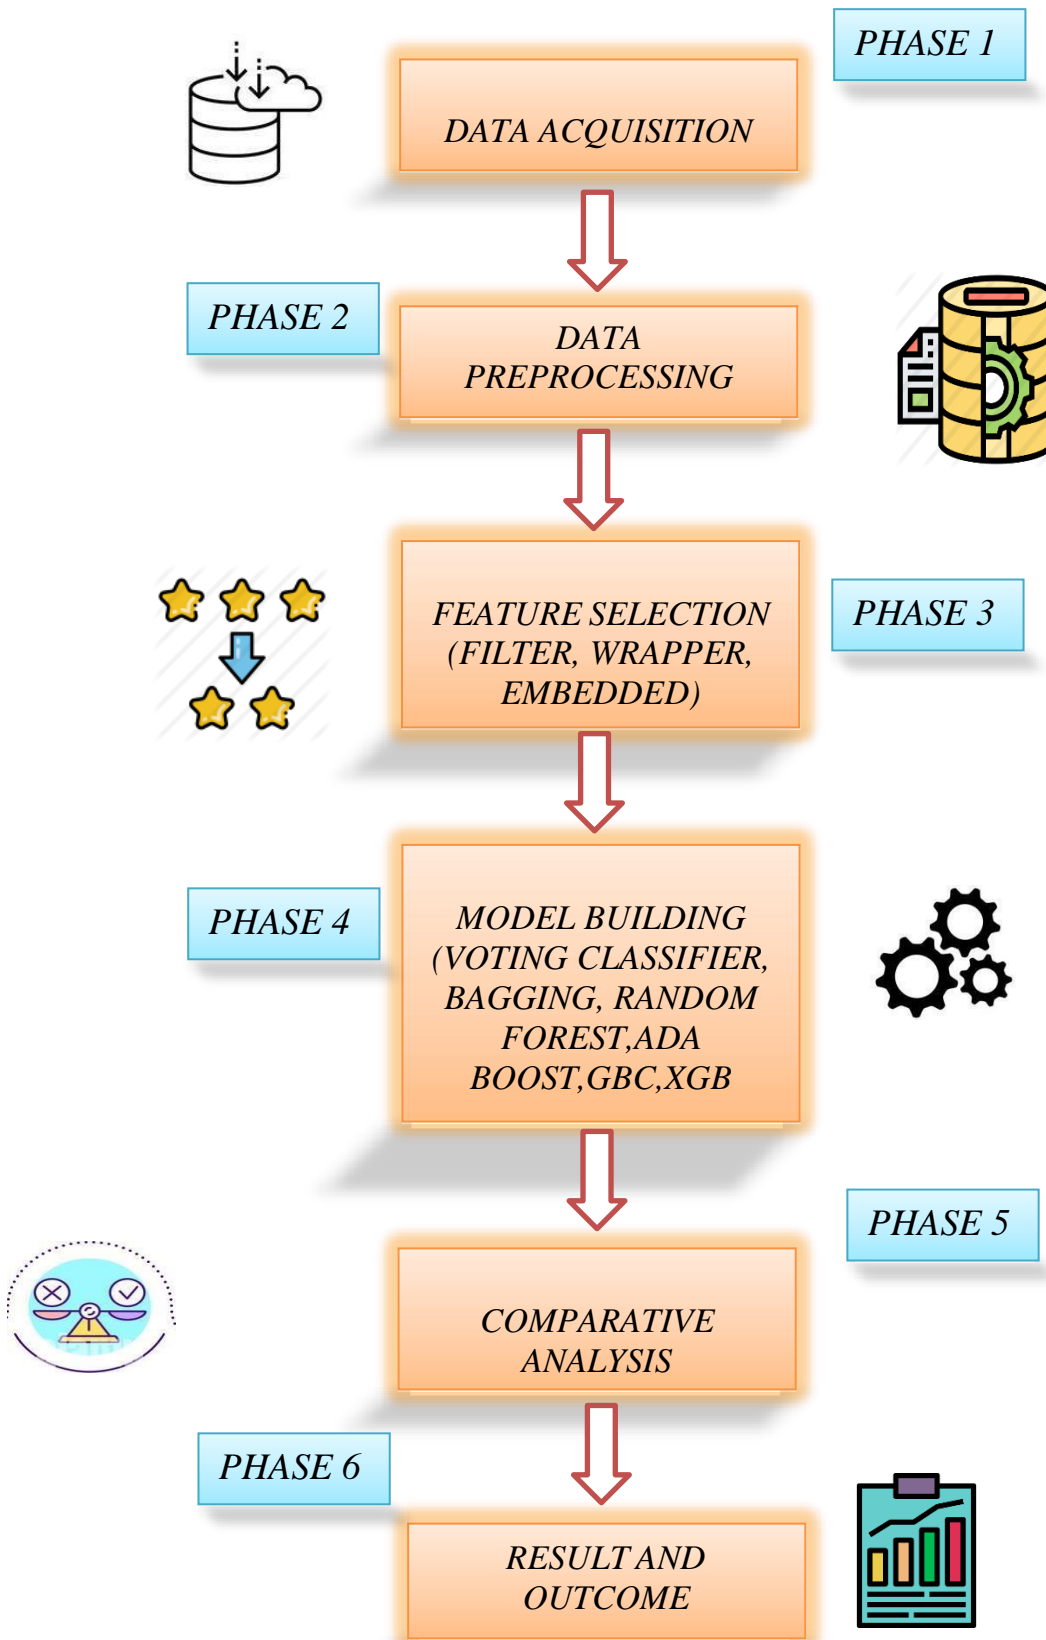 PHASE 1
DATA ACQUISITION
PHASE 2
DATA
PREPROCESSING
PHASE 3
FEATURE SELECTION
(FILTER, WRAPPER,
EMBEDDED)
PHASE 4
MODEL BUILDING
(VOTING CLASSIFIER,
BAGGING, RANDOM
FOREST,ADA
BOOST,GBC,XGB
PHASE 5
COMPARATIVE
ANALYSIS
PHASE 6
RESULT AND
OUTCOME